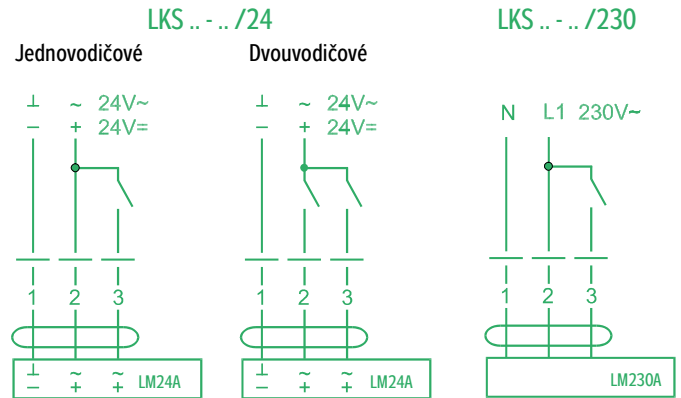 LKS .. - .. /24
LKS .. - .. /230
Jednovodičové
Dvouvodičové
⊥ ~ 24V~
− + 24V=
⊥ ~ 24V~
− + 24V=
N L1 230V~
1 2 3
1 2 3
1 2 3
⊥ ~ ~
− + + LM24A
⊥ ~ ~
− + + LM24A
LM230A